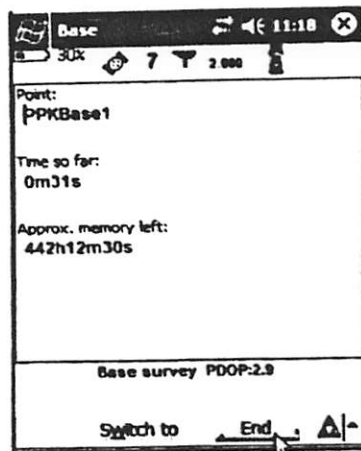 Base 11:18
30% 7 2.000
Point:
PPKBase1
Time so far:
0m31s
Approx. memory left:
442h12m30s
Base survey PDOP:2.9
Switch to End